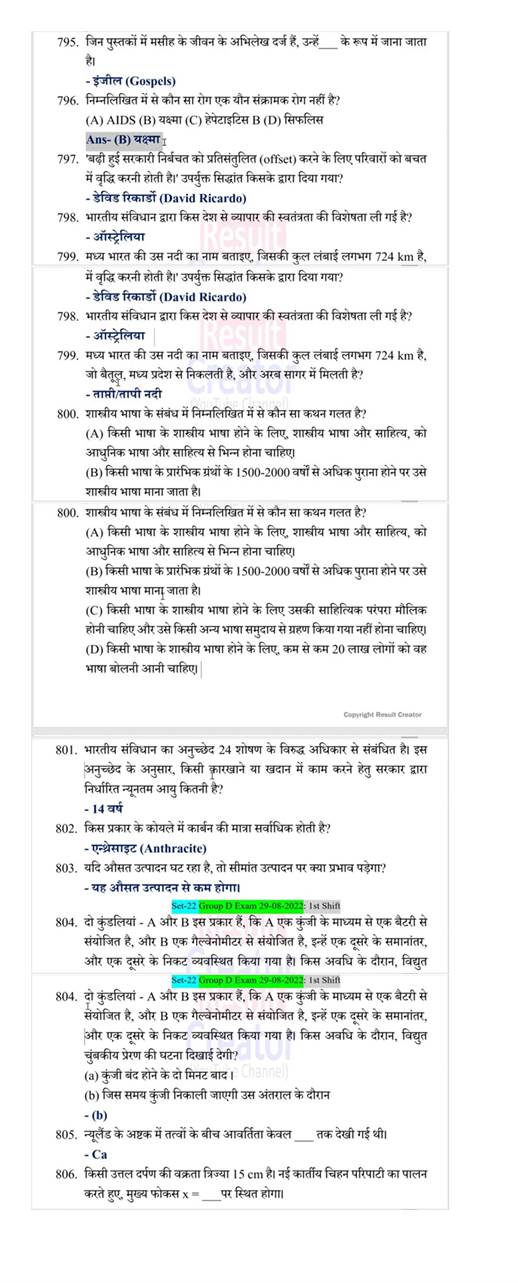 795. जिन पुस्तकों में मसीह के जीवन के अभिलेख दर्ज हैं, उन्हें___ के रूप में जाना जाता
है।
- इंजील (Gospels)
796. निम्नलिखित में से कौन सा रोग एक यौन संक्रामक रोग नहीं है?
(A) AIDS (B) यक्ष्मा (C) हेपेटाइटिस B (D) सिफलिस
Ans- (B) यक्ष्मा
797. 'बढ़ी हुई सरकारी निर्बचत को प्रतिसंतुलित (offset) करने के लिए परिवारों को बचत
में वृद्धि करनी होती है।' उपर्युक्त सिद्धांत किसके द्वारा दिया गया?
- डेविड रिकार्डो (David Ricardo)
798. भारतीय संविधान द्वारा किस देश से व्यापार की स्वतंत्रता की विशेषता ली गई है?
- ऑस्ट्रेलिया
799. मध्य भारत की उस नदी का नाम बताइए, जिसकी कुल लंबाई लगभग 724 km है,
में वृद्धि करनी होती है।' उपर्युक्त सिद्धांत किसके द्वारा दिया गया?
- डेविड रिकार्डो (David Ricardo)
798. भारतीय संविधान द्वारा किस देश से व्यापार की स्वतंत्रता की विशेषता ली गई है?
- ऑस्ट्रेलिया
799. मध्य भारत की उस नदी का नाम बताइए, जिसकी कुल लंबाई लगभग 724 km है,
जो बैतूल, मध्य प्रदेश से निकलती है, और अरब सागर में मिलती है?
- ताप्ती/तापी नदी
800. शास्त्रीय भाषा के संबंध में निम्नलिखित में से कौन सा कथन गलत है?
(A) किसी भाषा के शास्त्रीय भाषा होने के लिए, शास्त्रीय भाषा और साहित्य, को
आधुनिक भाषा और साहित्य से भिन्न होना चाहिए।
(B) किसी भाषा के प्रारंभिक ग्रंथों के 1500-2000 वर्षों से अधिक पुराना होने पर उसे
शास्त्रीय भाषा माना जाता है।
800. शास्त्रीय भाषा के संबंध में निम्नलिखित में से कौन सा कथन गलत है?
(A) किसी भाषा के शास्त्रीय भाषा होने के लिए, शास्त्रीय भाषा और साहित्य, को
आधुनिक भाषा और साहित्य से भिन्न होना चाहिए।
(B) किसी भाषा के प्रारंभिक ग्रंथों के 1500-2000 वर्षों से अधिक पुराना होने पर उसे
शास्त्रीय भाषा माना जाता है।
(C) किसी भाषा के शास्त्रीय भाषा होने के लिए उसकी साहित्यिक परंपरा मौलिक
होनी चाहिए और उसे किसी अन्य भाषा समुदाय से ग्रहण किया गया नहीं होना चाहिए।
(D) किसी भाषा के शास्त्रीय भाषा होने के लिए, कम से कम 20 लाख लोगों को वह
भाषा बोलनी आनी चाहिए।
Copyright Result Creator
801. भारतीय संविधान का अनुच्छेद 24 शोषण के विरुद्ध अधिकार से संबंधित है। इस
अनुच्छेद के अनुसार, किसी कारखाने या खदान में काम करने हेतु सरकार द्वारा
निर्धारित न्यूनतम आयु कितनी है?
- 14 वर्ष
802. किस प्रकार के कोयले में कार्बन की मात्रा सर्वाधिक होती है?
- एन्थ्रेसाइट (Anthracite)
803. यदि औसत उत्पादन घट रहा है, तो सीमांत उत्पादन पर क्या प्रभाव पड़ेगा?
- यह औसत उत्पादन से कम होगा।
Set-22 Group D Exam 29-08-2022: 1st Shift
804. दो कुंडलियां - A और B इस प्रकार हैं, कि A एक कुंजी के माध्यम से एक बैटरी से
संयोजित है, और B एक गैल्वेनोमीटर से संयोजित है, इन्हें एक दूसरे के समानांतर,
और एक दूसरे के निकट व्यवस्थित किया गया है। किस अवधि के दौरान, विद्युत
Set-22 Group D Exam 29-08-2022: 1st Shift
804. दो कुंडलियां - A और B इस प्रकार हैं, कि A एक कुंजी के माध्यम से एक बैटरी से
संयोजित है, और B एक गैल्वेनोमीटर से संयोजित है, इन्हें एक दूसरे के समानांतर,
और एक दूसरे के निकट व्यवस्थित किया गया है। किस अवधि के दौरान, विद्युत
चुंबकीय प्रेरण की घटना दिखाई देगी?
(a) कुंजी बंद होने के दो मिनट बाद।
(b) जिस समय कुंजी निकाली जाएगी उस अंतराल के दौरान
- (b)
805. न्यूलैंड के अष्टक में तत्वों के बीच आवर्तिता केवल ___ तक देखी गई थी।
- Ca
806. किसी उत्तल दर्पण की वक्रता त्रिज्या 15 cm है। नई कार्तीय चिहन परिपाटी का पालन
करते हुए, मुख्य फोकस x = ___पर स्थित होगा।